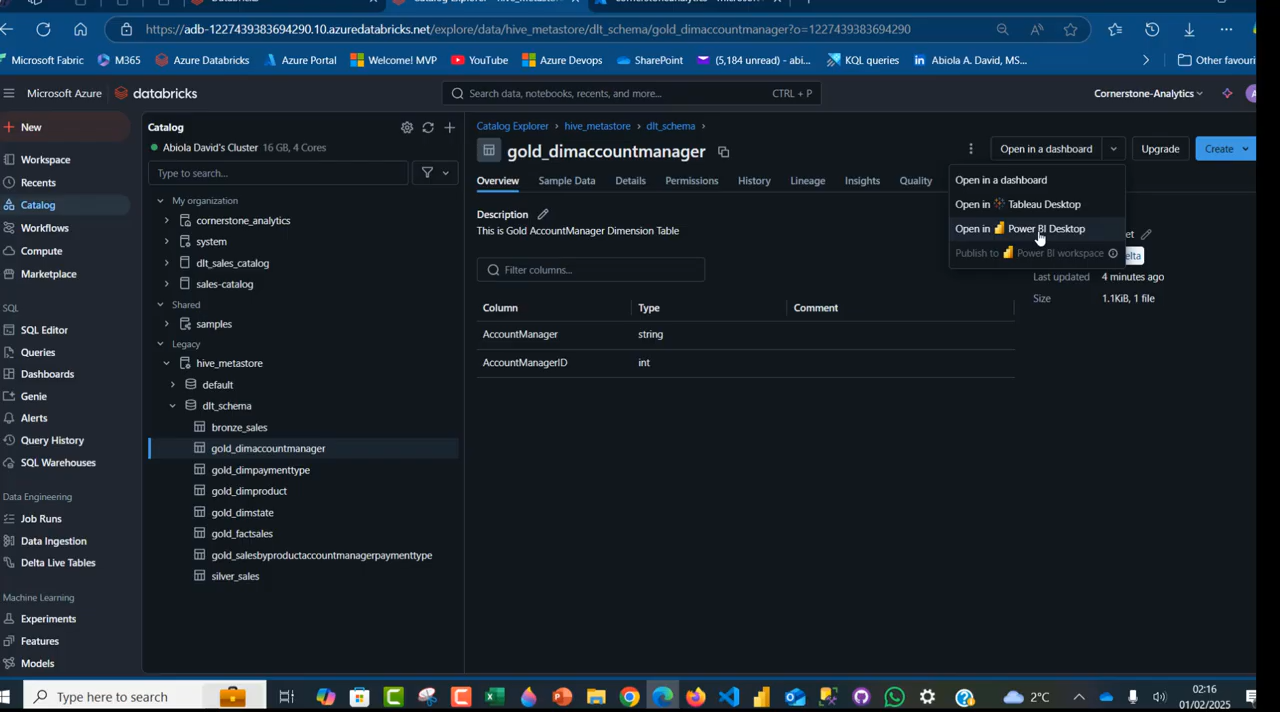 https://adb-1227439383694290.10.azuredatabricks.net/explore/data/hive_metastore/dlt_schema/gold_dimaccountmanager?o=1227439383694290
Microsoft Fabric M365 Azure Databricks Azure Portal Welcome! MVP YouTube Azure Devops SharePoint (5,184 unread) - abi... KQL queries Abiola A. David, MS... Other favour
Microsoft Azure databricks Search data, notebooks, recents, and more... CTRL + P Cornerstone-Analytics A
New
Workspace
Recents
Catalog
Workflows
Compute
Marketplace
SQL
SQL Editor
Queries
Dashboards
Genie
Alerts
Query History
SQL Warehouses
Data Engineering
Job Runs
Data Ingestion
Delta Live Tables
Machine Learning
Experiments
Features
Models
Catalog
Abiola David's Cluster 16 GB, 4 Cores
Type to search...
My organization
cornerstone_analytics
system
dlt_sales_catalog
sales-catalog
Shared
samples
Legacy
hive_metastore
default
dlt_schema
bronze_sales
gold_dimaccountmanager
gold_dimpaymenttype
gold_dimproduct
gold_dimstate
gold_factsales
gold_salesbyproductaccountmanagerpaymenttype
silver_sales
Catalog Explorer > hive_metastore > dlt_schema >
gold_dimaccountmanager
Open in a dashboard Upgrade Create
Overview Sample Data Details Permissions History Lineage Insights Quality
Open in a dashboard
Open in Tableau Desktop
Open in Power BI Desktop
Publish to Power BI workspace
Description
This is Gold AccountManager Dimension Table
Filter columns...
Column Type Comment
AccountManager string
AccountManagerID int
Last updated 4 minutes ago
Size 1.1KiB, 1 file
Type here to search
2°C
02:16
01/02/2025